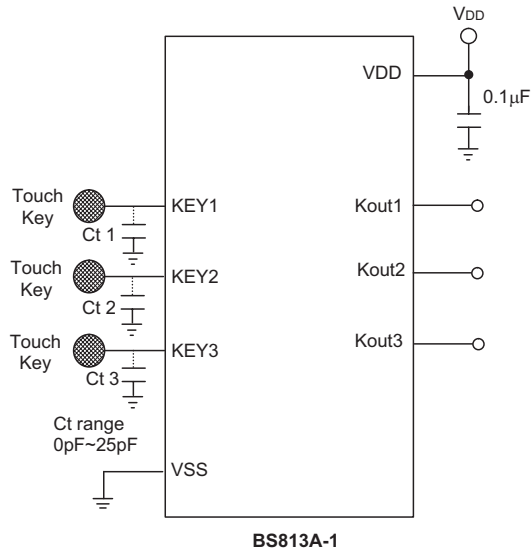 VDD
VDD
0.1μF
Touch
Key
KEY1
Kout1
Ct 1
Touch
Key
KEY2
Kout2
Ct 2
Touch
Key
KEY3
Kout3
Ct 3
Ct range
0pF~25pF
VSS
BS813A-1